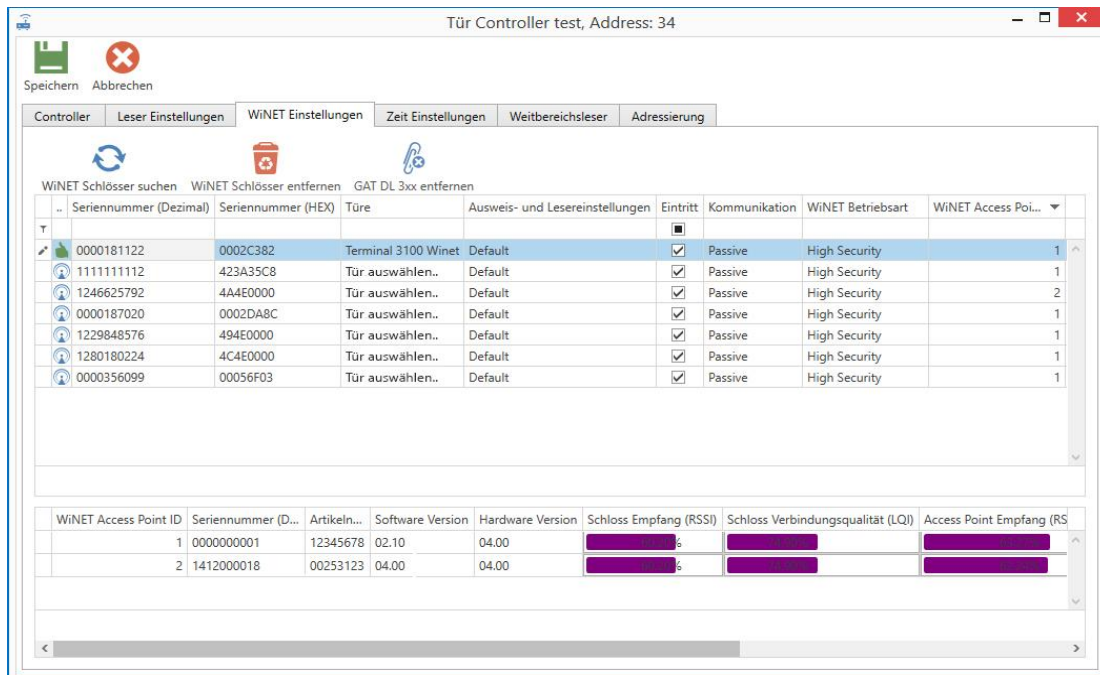 Tür Controller test, Address: 34
Speichern Abbrechen
Controller Leser Einstellungen WiNET Einstellungen Zeit Einstellungen Weitbereichsleser Adressierung
WiNET Schlösser suchen WiNET Schlösser entfernen GAT DL 3xx entfernen
.. Seriennummer (Dezimal) Seriennummer (HEX) Türe Ausweis- und Lesereinstellungen Eintritt Kommunikation WiNET Betriebsart WiNET Access Poi...
0000181122 0002C382 Terminal 3100 Winet Default Passive High Security 1
1111111112 423A35C8 Tür auswählen.. Default Passive High Security 1
1246625792 4A4E0000 Tür auswählen.. Default Passive High Security 2
0000187020 0002DA8C Tür auswählen.. Default Passive High Security 1
1229848576 494E0000 Tür auswählen.. Default Passive High Security 1
1280180224 4C4E0000 Tür auswählen.. Default Passive High Security 1
0000356099 00056F03 Tür auswählen.. Default Passive High Security 1
WiNET Access Point ID Seriennummer (D... Artikeln... Software Version Hardware Version Schloss Empfang (RSSI) Schloss Verbindungsqualität (LQI) Access Point Empfang (RS
1 0000000001 12345678 02.10 04.00
2 1412000018 00253123 04.00 04.00